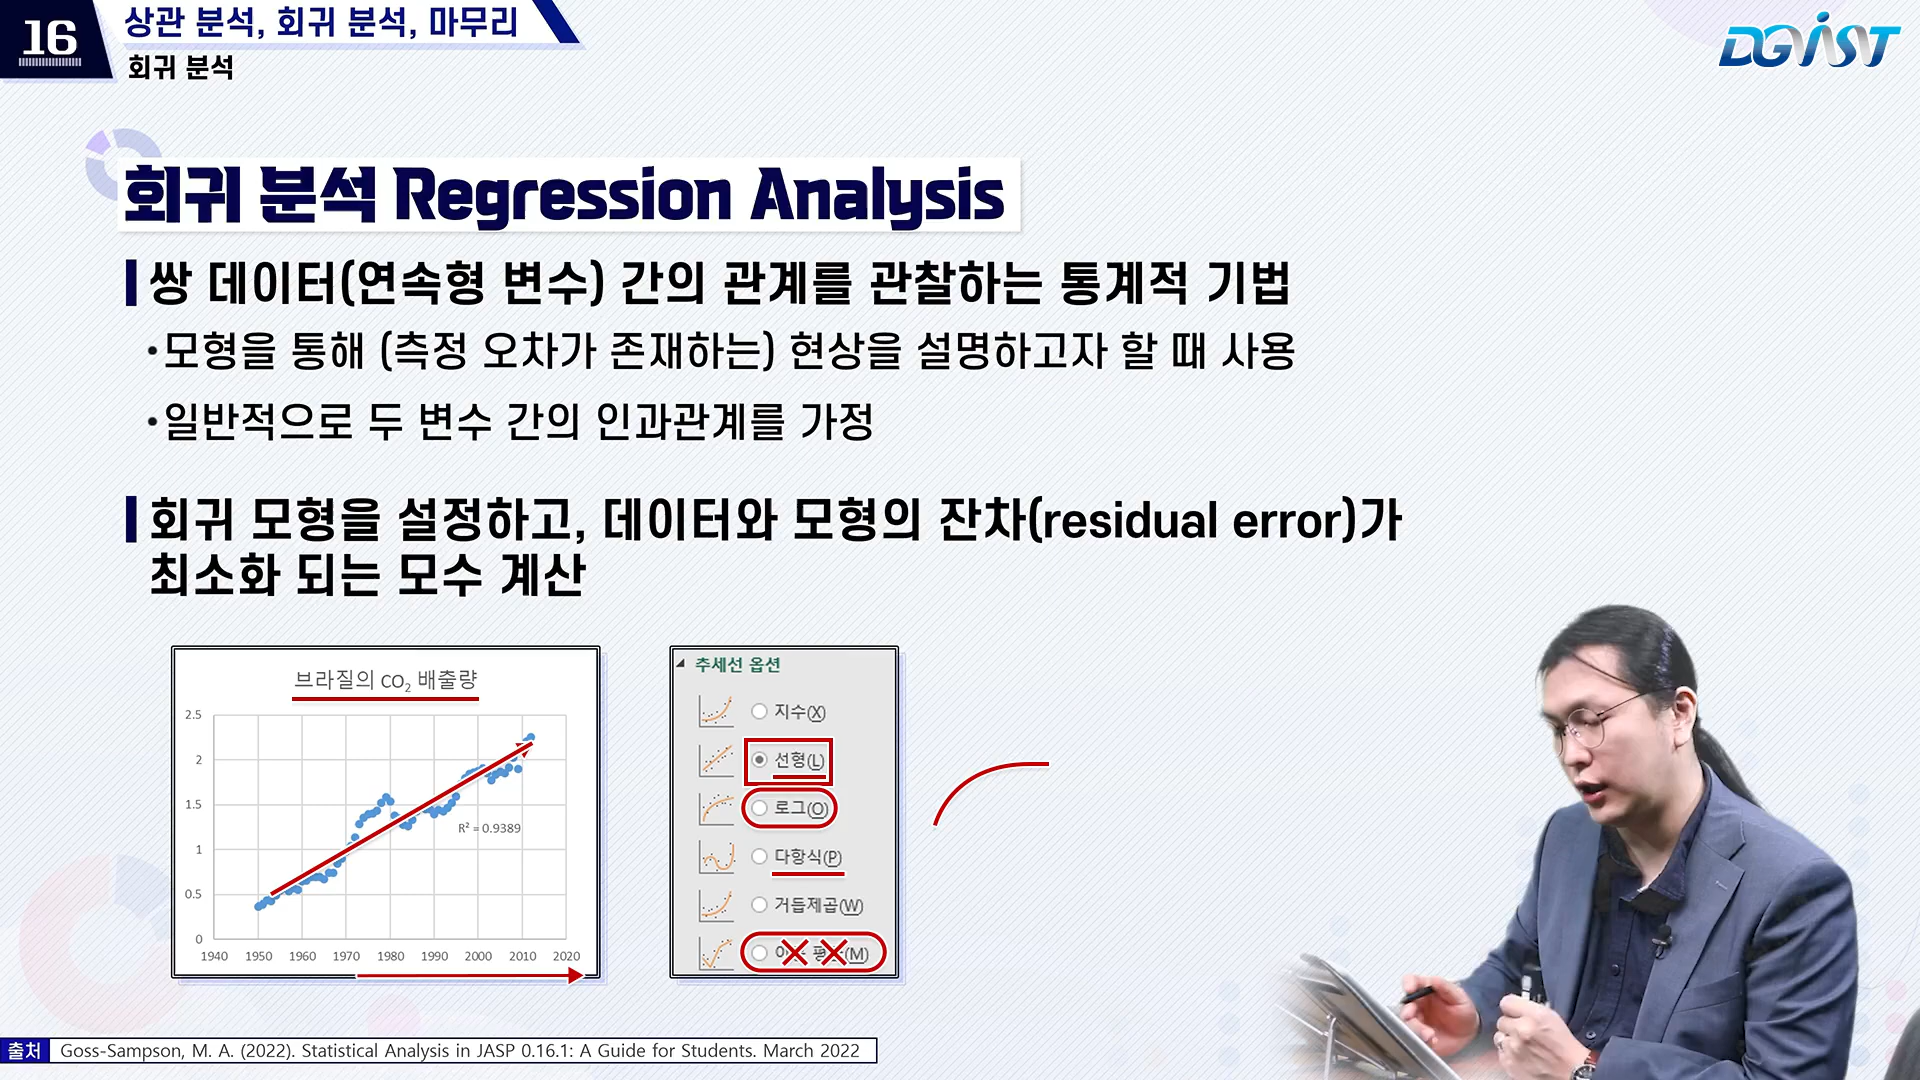 16
상관 분석, 회귀 분석, 마무리
회귀 분석
DGIST
회귀 분석 Regression Analysis
쌍 데이터(연속형 변수) 간의 관계를 관찰하는 통계적 기법
•모형을 통해 (측정 오차가 존재하는) 현상을 설명하고자 할 때 사용
•일반적으로 두 변수 간의 인과관계를 가정
회귀 모형을 설정하고, 데이터와 모형의 잔차(residual error)가
최소화 되는 모수 계산
브라질의 CO₂ 배출량
2.5
2
1.5
1
0.5
0
R² = 0.9389
1940 1950 1960 1970 1980 1990 2000 2010 2020
추세선 옵션
지수(X)
선형(L)
로그(O)
다항식(P)
거듭제곱(W)
(M)
출처 Goss-Sampson, M. A. (2022). Statistical Analysis in JASP 0.16.1: A Guide for Students. March 2022